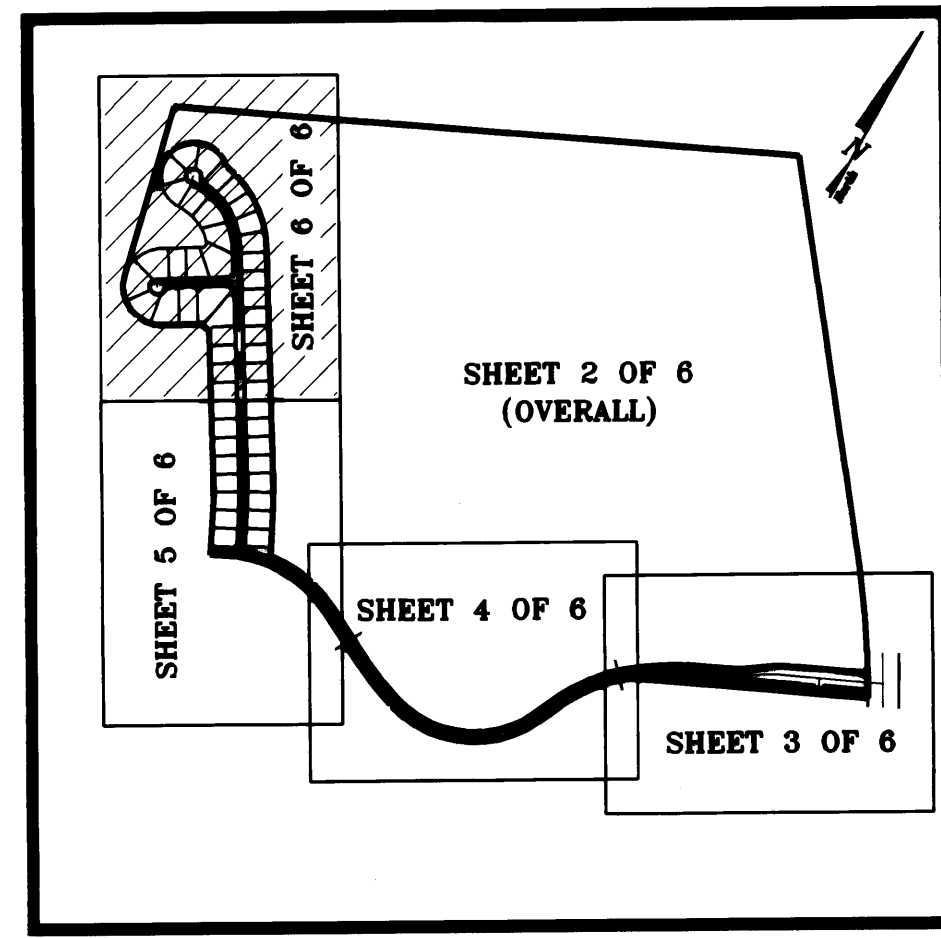 SHEET 6 OF 6
N
North
SHEET 2 OF 6
(OVERALL)
SHEET 5 OF 6
SHEET 4 OF 6
SHEET 3 OF 6